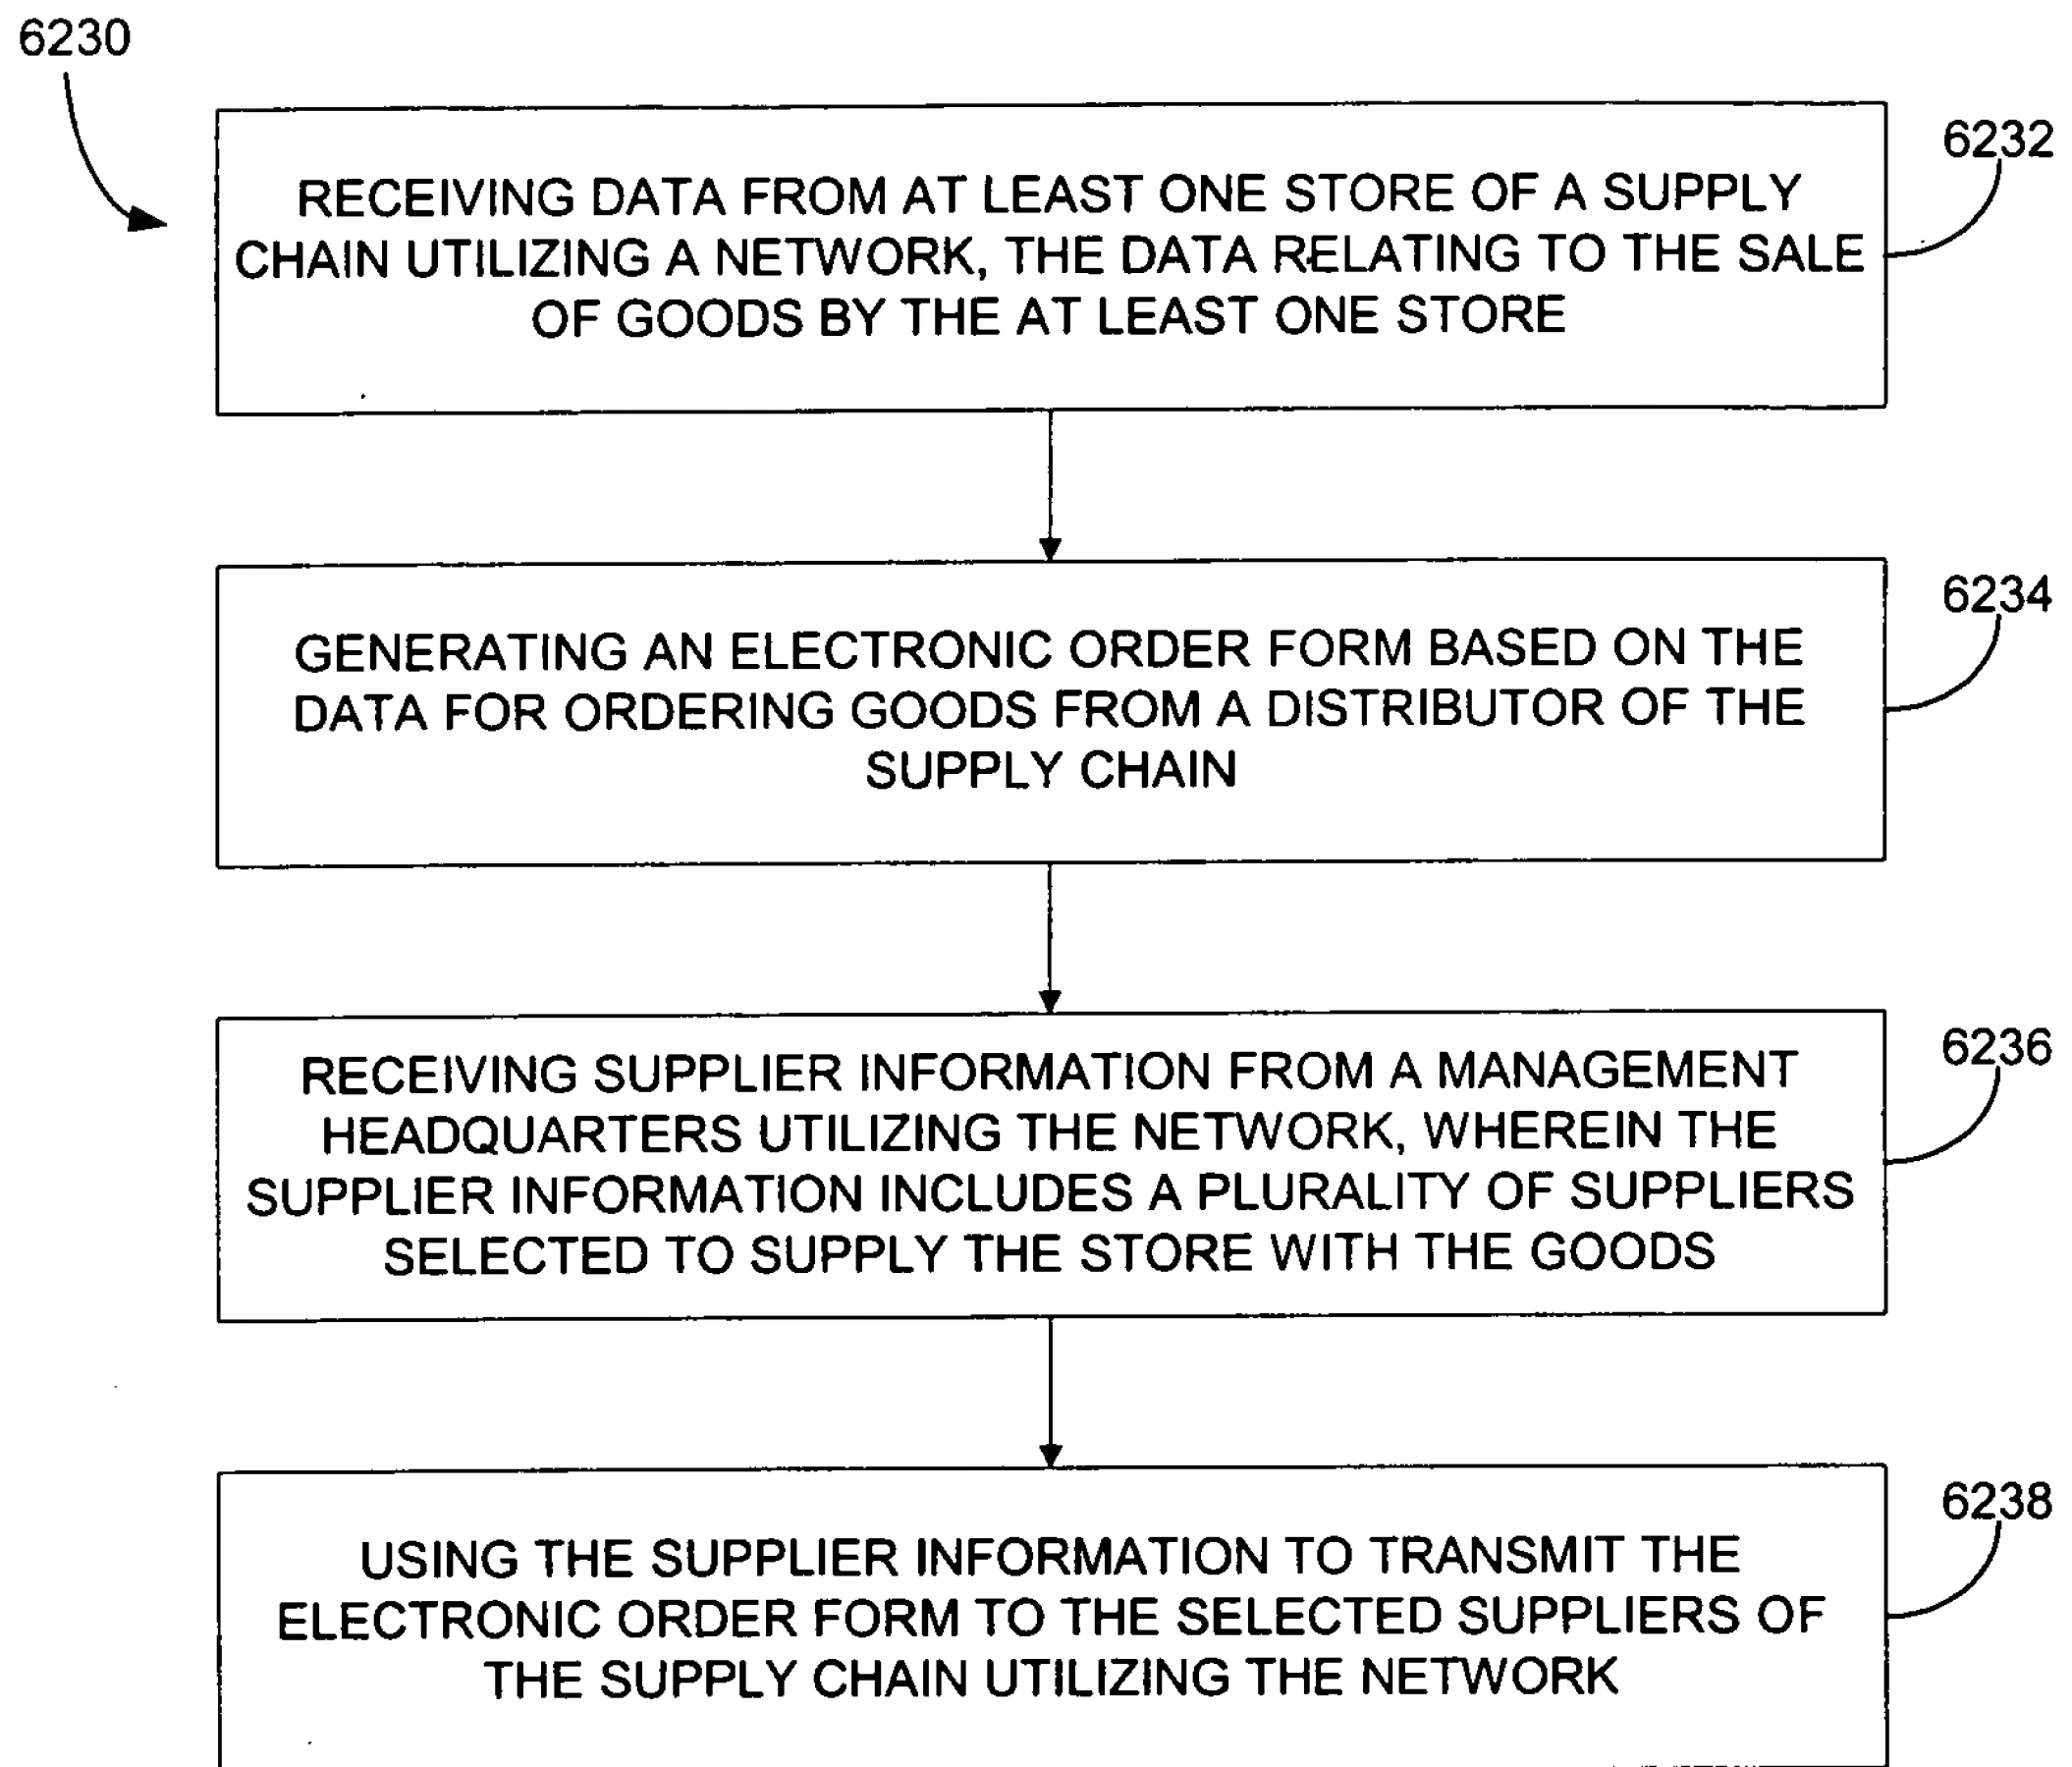 6230
6232
RECEIVING DATA FROM AT LEAST ONE STORE OF A SUPPLY
CHAIN UTILIZING A NETWORK, THE DATA RELATING TO THE SALE
OF GOODS BY THE AT LEAST ONE STORE
6234
GENERATING AN ELECTRONIC ORDER FORM BASED ON THE
DATA FOR ORDERING GOODS FROM A DISTRIBUTOR OF THE
SUPPLY CHAIN
6236
RECEIVING SUPPLIER INFORMATION FROM A MANAGEMENT
HEADQUARTERS UTILIZING THE NETWORK, WHEREIN THE
SUPPLIER INFORMATION INCLUDES A PLURALITY OF SUPPLIERS
SELECTED TO SUPPLY THE STORE WITH THE GOODS
6238
USING THE SUPPLIER INFORMATION TO TRANSMIT THE
ELECTRONIC ORDER FORM TO THE SELECTED SUPPLIERS OF
THE SUPPLY CHAIN UTILIZING THE NETWORK